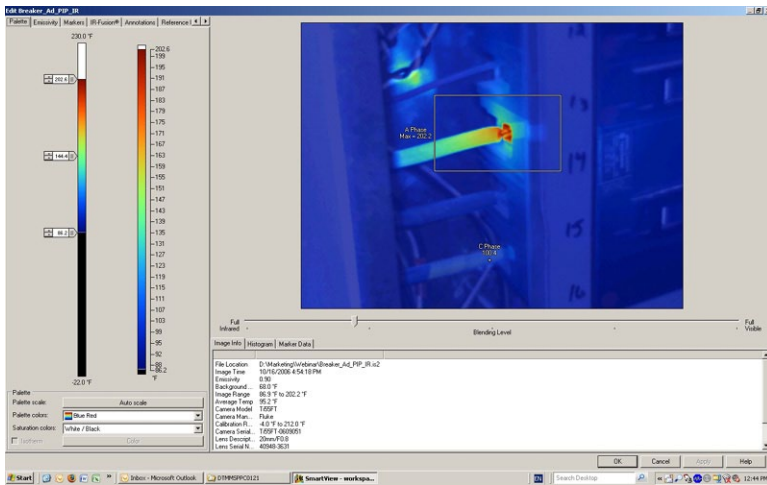 Edit Breaker_Ad_PIP_IR
Palette Emissivity Markers IR-Fusion® Annotations Reference I
230.0 °F
202.6
144.4
86.2
-22.0 °F
202.6
199
195
191
187
183
179
175
171
167
163
159
155
151
147
143
139
135
131
127
123
119
115
111
107
103
99
95
92
88
86.2
°F
A Phase
Max = 202.2
C Phase
100.4
13
14
15
16
Full
Infrared
Blending Level
Full
Visible
Image Info Histogram Marker Data
File Location D:\Marketing\Webinar\Breaker_Ad_PIP_IR.is2
Image Time 10/16/2006 4:54:18 PM
Emissivity 0.90
Background... 68.0 °F
Image Range 86.9 °F to 202.2 °F
Average Temp 95.2 °F
Camera Model Ti55FT
Camera Man... Fluke
Calibration R... -4.0 °F to 212.0 °F
Camera Serial... Ti55FT-0609051
Lens Descript... 20mm/F0.8
Lens Serial N... 40948-3631
Palette
Palette scale: Auto scale
Palette colors: Blue Red
Saturation colors: White / Black
Isotherm Color
OK Cancel Apply Help
Start Inbox - Microsoft Outlook DTMMSPPC0121 SmartView - workspa... EN Search Desktop 12:44 PM